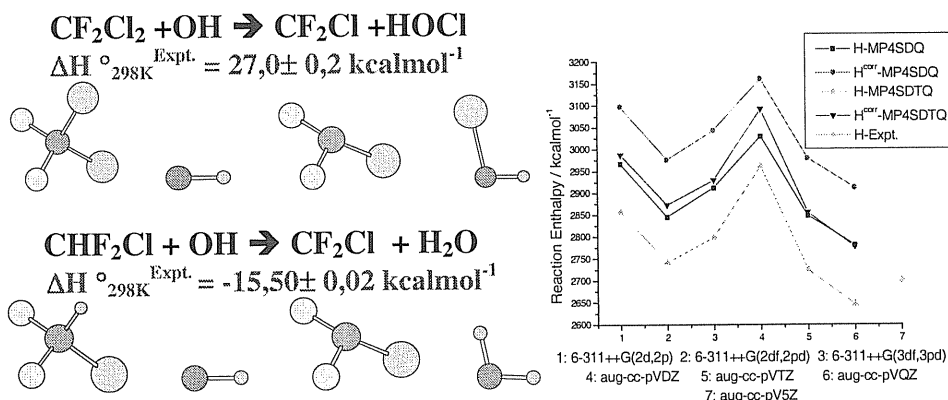 CF₂Cl₂ +OH ➔ CF₂Cl +HOCl
ΔH °₂₉₈K^Expt. = 27,0± 0,2 kcalmol⁻¹
CHF₂Cl + OH ➔ CF₂Cl + H₂O
ΔH °₂₉₈K^Expt. = -15,50± 0,02 kcalmol⁻¹
H-MP4SDQ
H^corr-MP4SDQ
H-MP4SDTQ
H^corr-MP4SDTQ
H-Expt.
Reaction Enthalpy / kcalmol⁻¹
3200
3150
3100
3050
3000
2950
2900
2850
2800
2750
2700
2650
2600
1 2 3 4 5 6 7
1: 6-311++G(2d,2p) 2: 6-311++G(2df,2pd) 3: 6-311++G(3df,3pd)
4: aug-cc-pVDZ 5: aug-cc-pVTZ 6: aug-cc-pVQZ
7: aug-cc-pV5Z